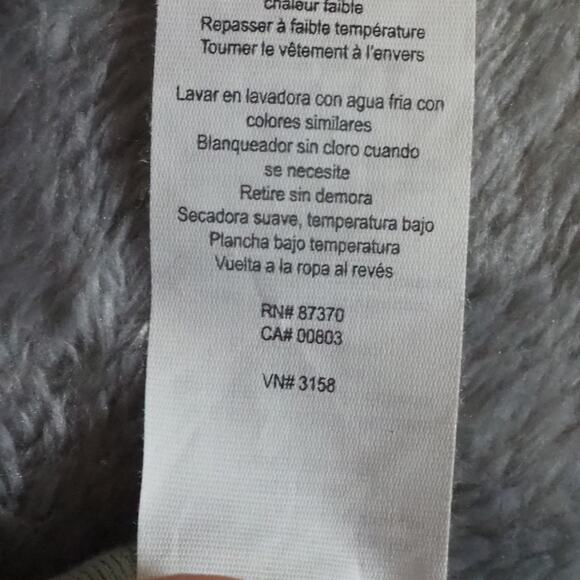 chaleur faible
Repasser à faible température
Tourner le vêtement à l'envers
Lavar en lavadora con agua fria con
colores similares
Blanqueador sin cloro cuando
se necesite
Retire sin demora
Secadora suave, temperatura bajo
Plancha bajo temperatura
Vuelta a la ropa al revés
RN# 87370
CA# 00803
VN# 3158